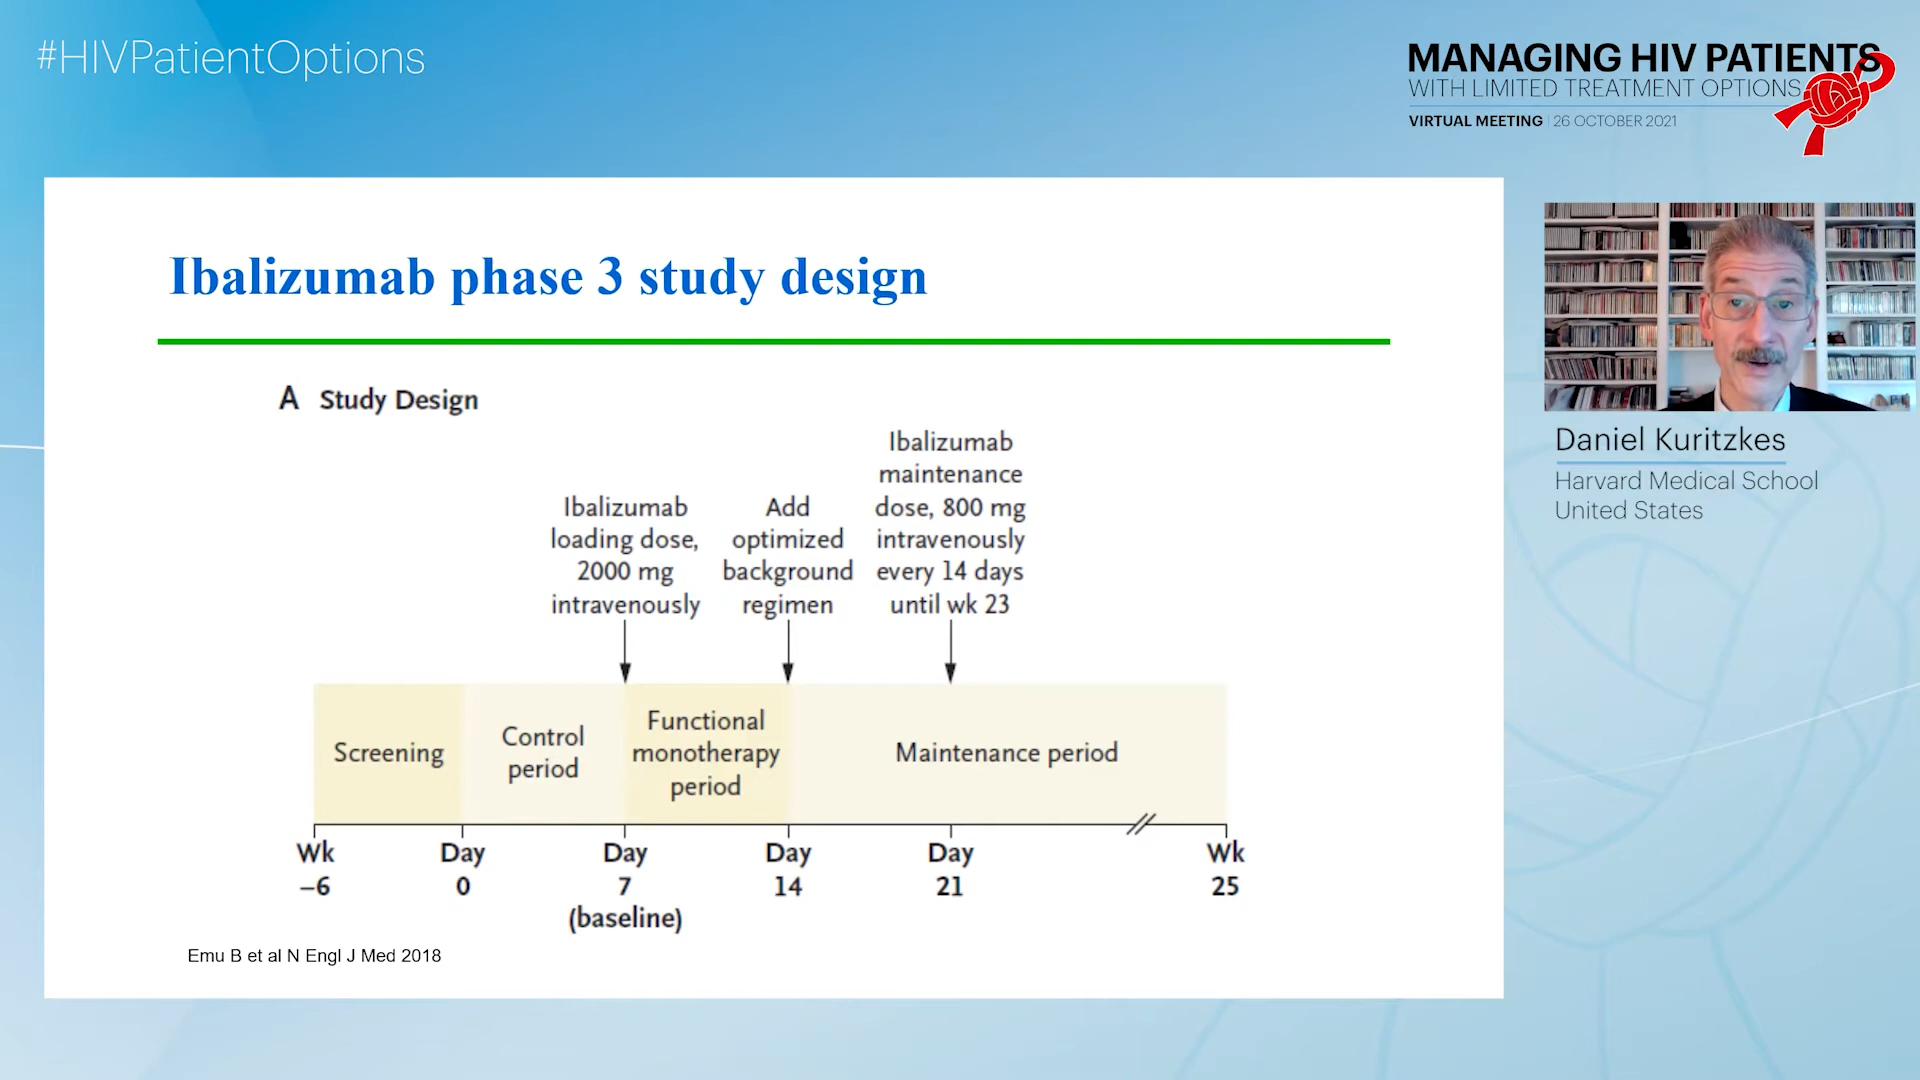 #HIVPatientOptions
MANAGING HIV PATIENTS
WITH LIMITED TREATMENT OPTIONS
VIRTUAL MEETING | 26 OCTOBER 2021
Ibalizumab phase 3 study design
A Study Design
Ibalizumab
loading dose,
2000 mg
intravenously
Add
optimized
background
regimen
Ibalizumab
maintenance
dose, 800 mg
intravenously
every 14 days
until wk 23
Screening
Control
period
Functional
monotherapy
period
Maintenance period
Wk
–6
Day
0
Day
7
(baseline)
Day
14
Day
21
Wk
25
Emu B et al N Engl J Med 2018
Daniel Kuritzkes
Harvard Medical School
United States